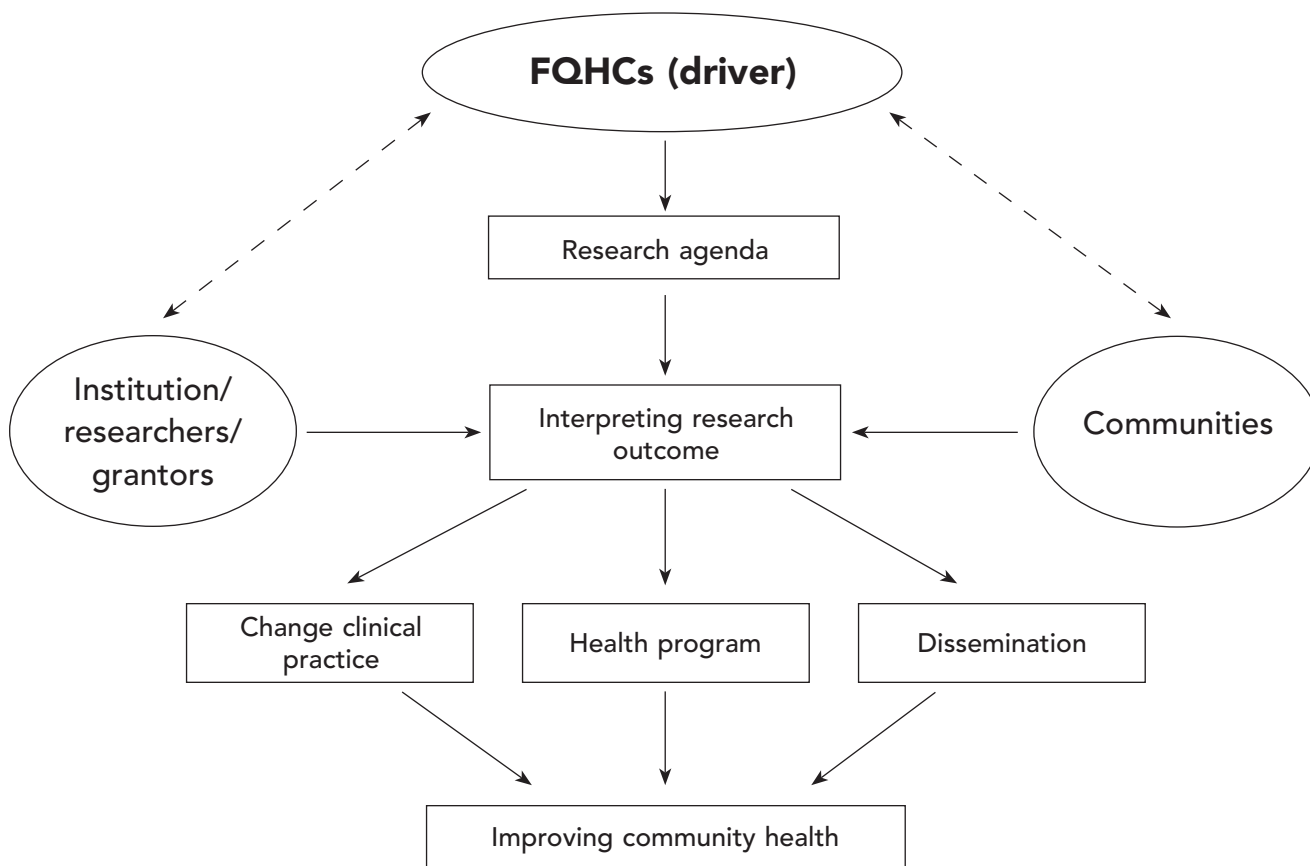 FQHCs (driver)
Research agenda
Institution/
researchers/
grantors
Interpreting research
outcome
Communities
Change clinical
practice
Health program
Dissemination
Improving community health